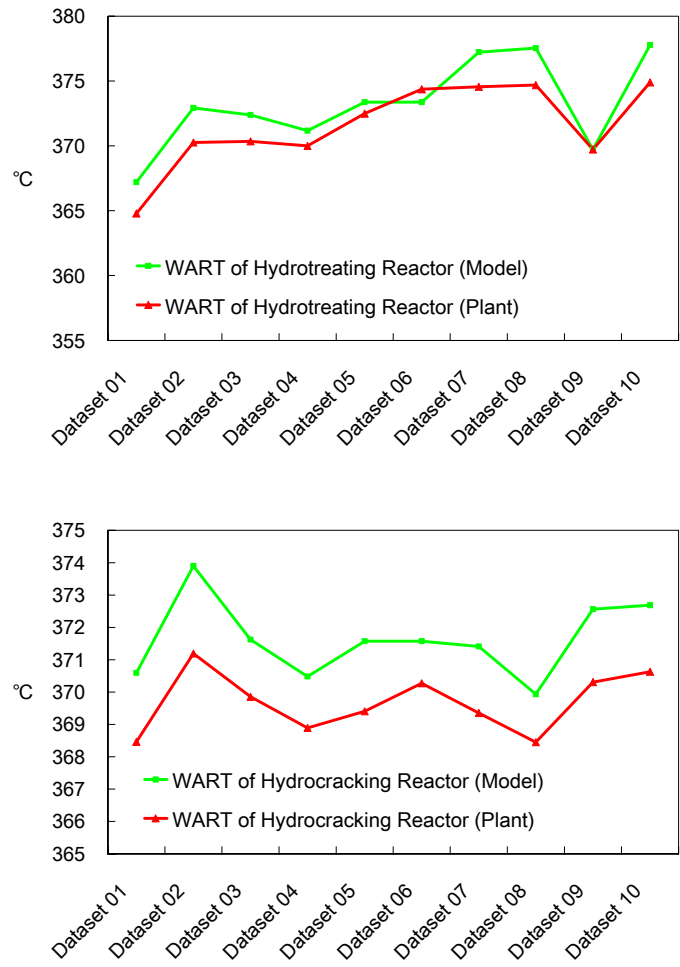 380
375
370
℃
365
360
355
WART of Hydrotreating Reactor (Model)
WART of Hydrotreating Reactor (Plant)
Dataset 01
Dataset 02
Dataset 03
Dataset 04
Dataset 05
Dataset 06
Dataset 07
Dataset 08
Dataset 09
Dataset 10
375
374
373
372
371
370
℃
369
368
367
366
365
WART of Hydrocracking Reactor (Model)
WART of Hydrocracking Reactor (Plant)
Dataset 01
Dataset 02
Dataset 03
Dataset 04
Dataset 05
Dataset 06
Dataset 07
Dataset 08
Dataset 09
Dataset 10